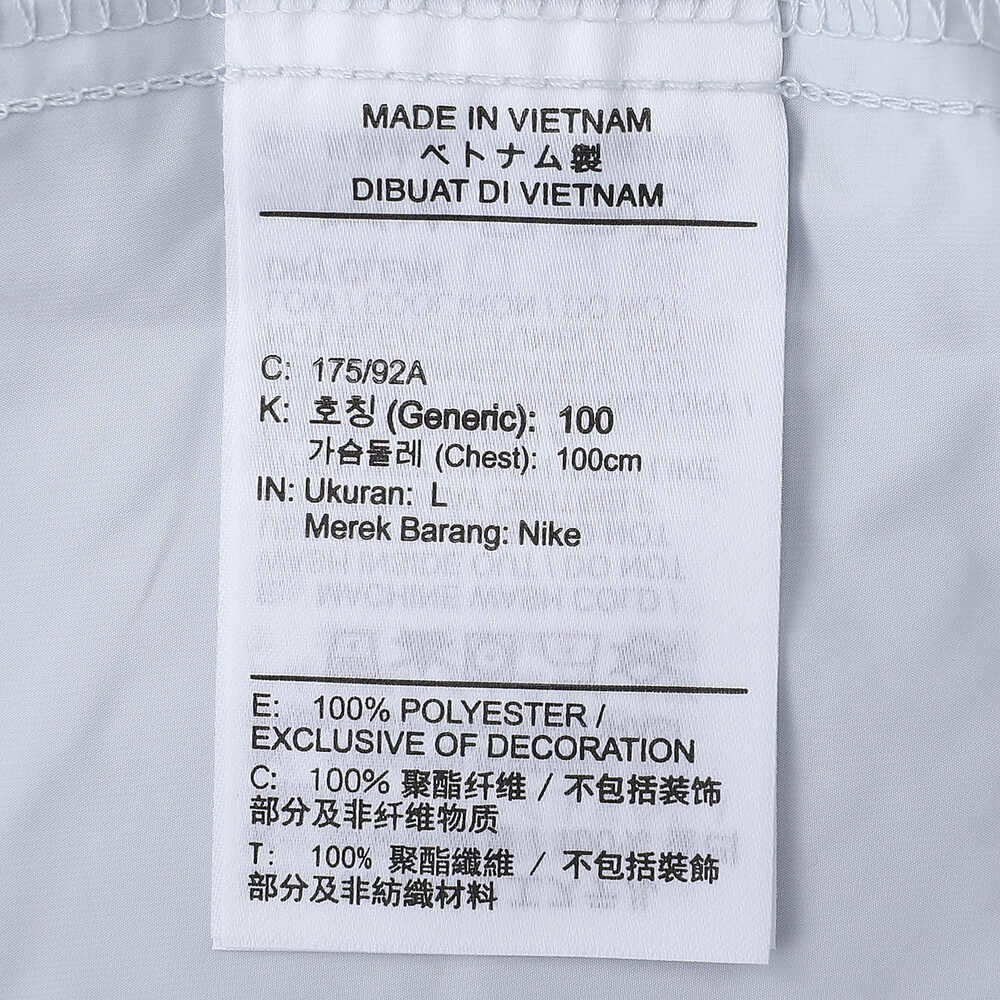 MADE IN VIETNAM
ベトナム製
DIBUAT DI VIETNAM
C: 175/92A
K: 호칭 (Generic): 100
가슴둘레 (Chest): 100cm
IN: Ukuran: L
Merek Barang: Nike
E: 100% POLYESTER /
EXCLUSIVE OF DECORATION
C: 100% 聚酯纤维 / 不包括装饰
部分及非纤维物质
T: 100% 聚酯纖維 / 不包括裝飾
部分及非紡織材料